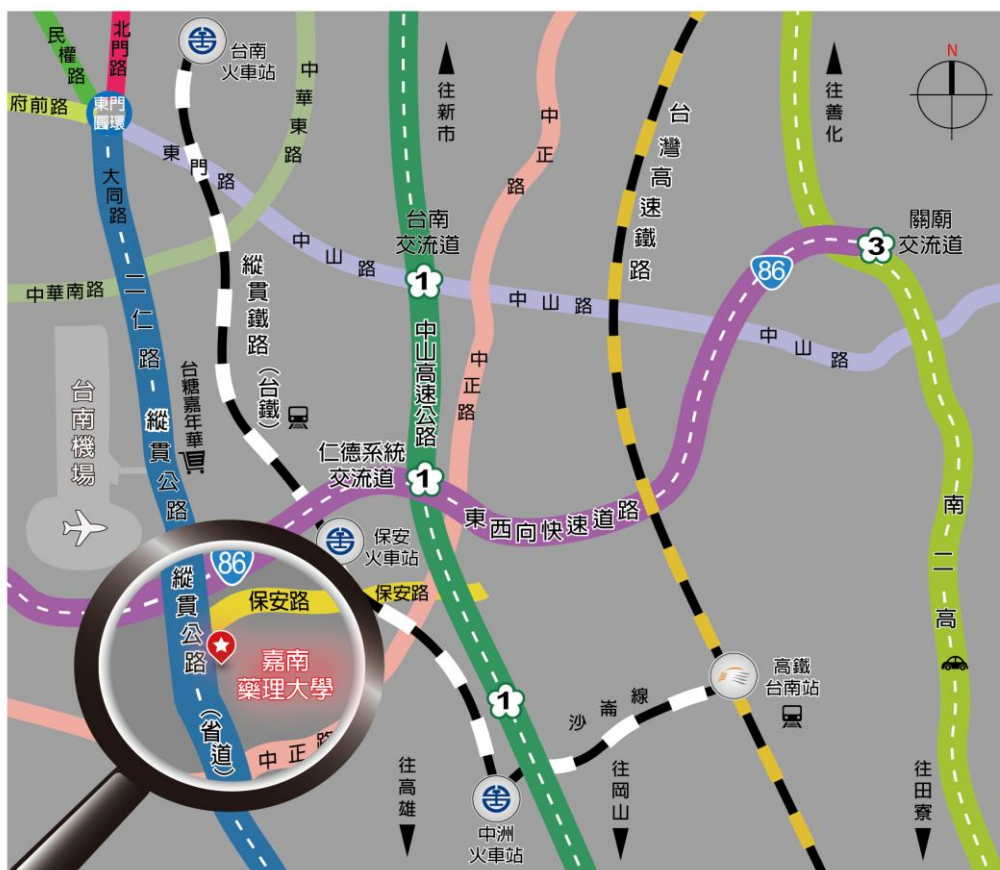 北門路
民權路
台南
火車站
往新市
往善化
N
府前路
東門
圓環
中華東路
中正路
台灣高速鐵路
東門路
大同路
台南
交流道
關廟
交流道
1
3
86
中山路
中山路
中山路
中華南路
二仁路
縱貫鐵路(台鐵)
中山高速公路
中正路
台糖嘉年華
縱貫公路
台南機場
仁德系統
交流道
1
東西向快速道路
南二高
保安
火車站
86
縱貫公路
(省道)
保安路
保安路
嘉南
藥理大學
高鐵
台南站
1
沙崙線
中正路
往高雄
往岡山
往田寮
中洲
火車站